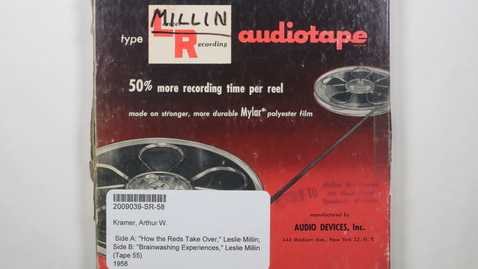 MILLIN
type LR Recording audiotape
50% more recording time per reel
made on stronger, more durable Mylar* polyester film
2009039-SR-58
Kramer, Arthur W.
Side A: "How the Reds Take Over," Leslie Millin;
Side B: "Brainwashing Experiences," Leslie Millin
(Tape 55)
1958
manufactured by
AUDIO DEVICES, Inc.
444 Madison Ave., New York 22, N. Y.